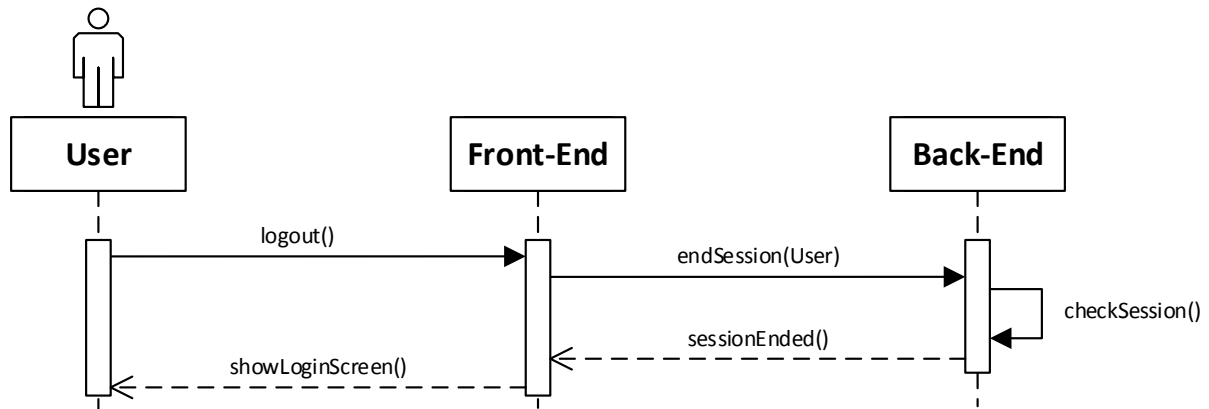 User
Front-End
Back-End
logout()
endSession(User)
checkSession()
sessionEnded()
showLoginScreen()